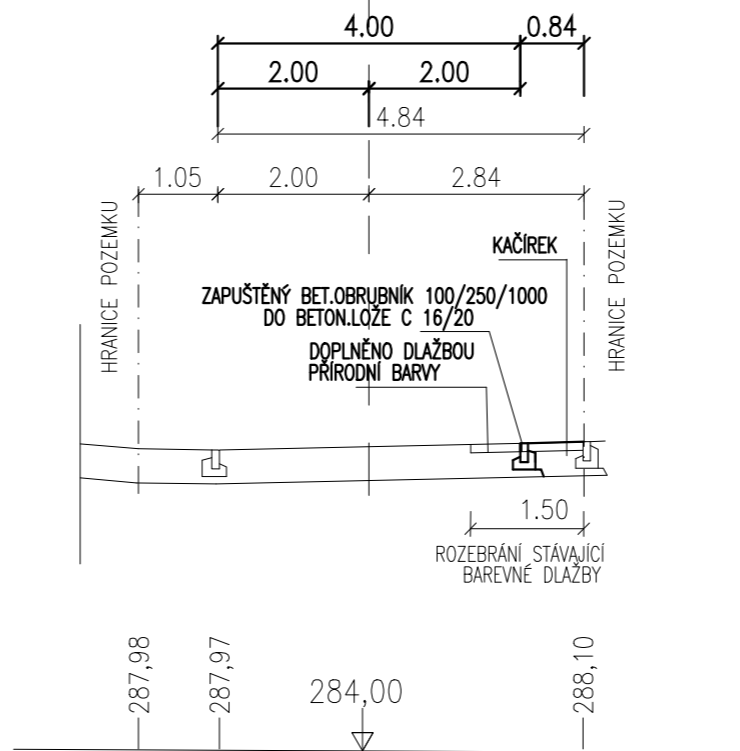 4.00 0.84
2.00 2.00
4.84
1.05 2.00 2.84
HRANICE POZEMKU
HRANICE POZEMKU
KAČÍREK
ZAPUŠTĚNÝ BET.OBRUBNÍK 100/250/1000
DO BETON.LOŽE C 16/20
DOPLNĚNO DLAŽBOU
PŘÍRODNÍ BARVY
1.50
ROZEBRÁNÍ STÁVAJÍCÍ
BAREVNÉ DLAŽBY
287,98
287,97
284,00
288,10